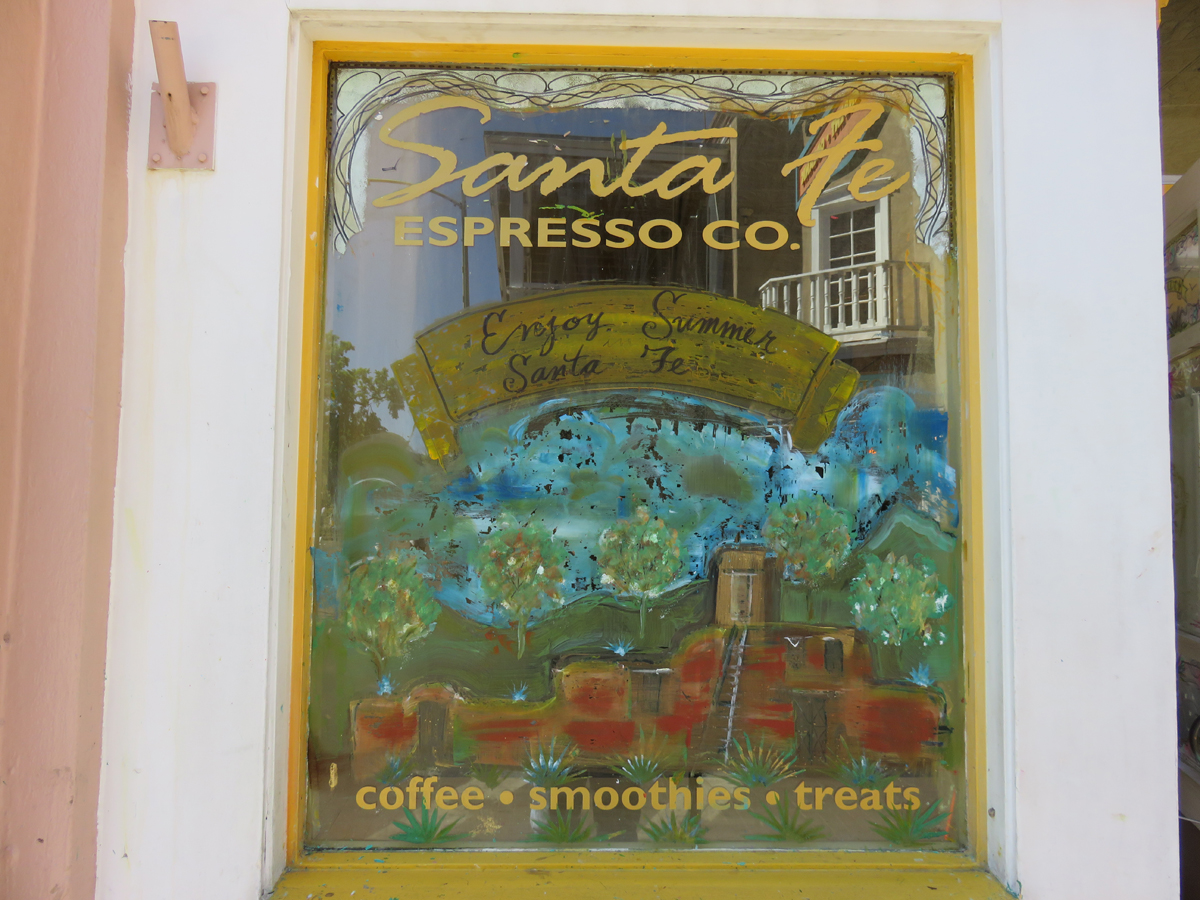 Santa Fe
ESPRESSO CO.
Enjoy Summer
Santa Fe
coffee • smoothies • treats